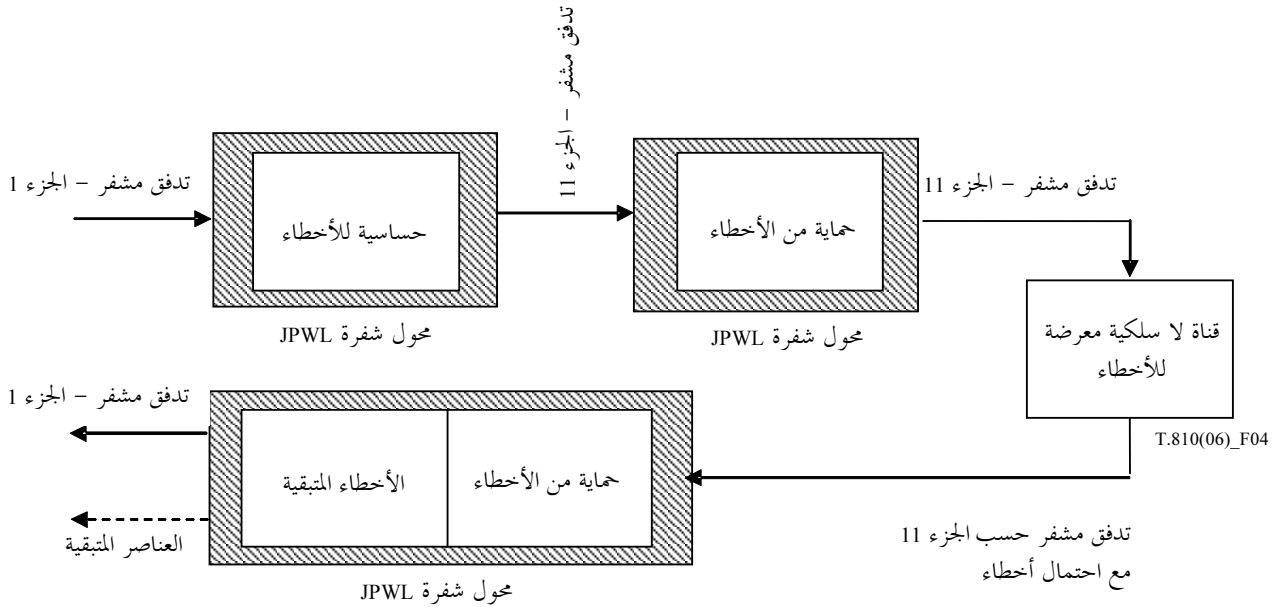 تدفق مشفر – الجزء 1
حساسية للأخطاء
محول شفرة JPWL
تدفق مشفر – الجزء 11
حماية من الأخطاء
محول شفرة JPWL
تدفق مشفر – الجزء 11
قناة لا سلكية معرضة
للأخطاء
T.810(06)_F04
تدفق مشفر حسب الجزء 11
مع احتمال أخطاء
حماية من الأخطاء
الأخطاء المتبقية
محول شفرة JPWL
تدفق مشفر – الجزء 1
العناصر المتبقية